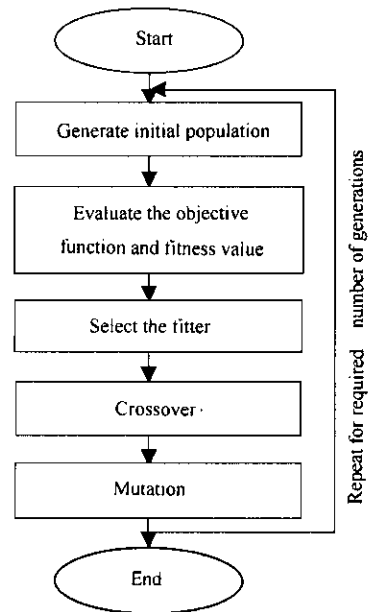 Start
Generate initial population
Evaluate the objective
function and fitness value
Select the fitter
Crossover
Mutation
End
Repeat for required number of generations